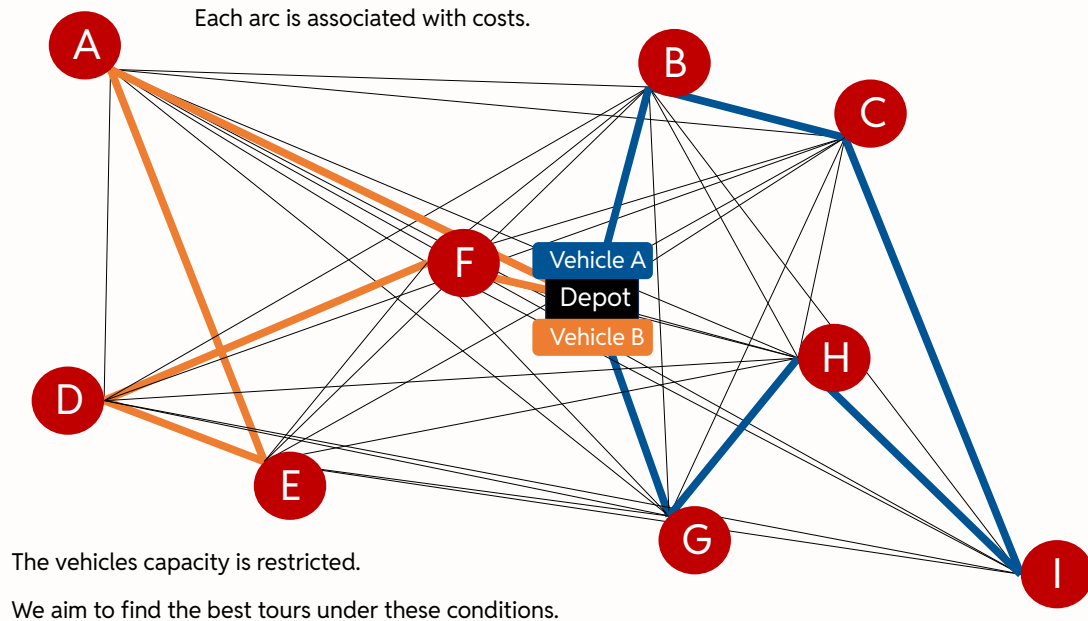 Each arc is associated with costs.
A
B
C
F
Vehicle A
Depot
Vehicle B
H
D
E
G
I
The vehicles capacity is restricted.
We aim to find the best tours under these conditions.